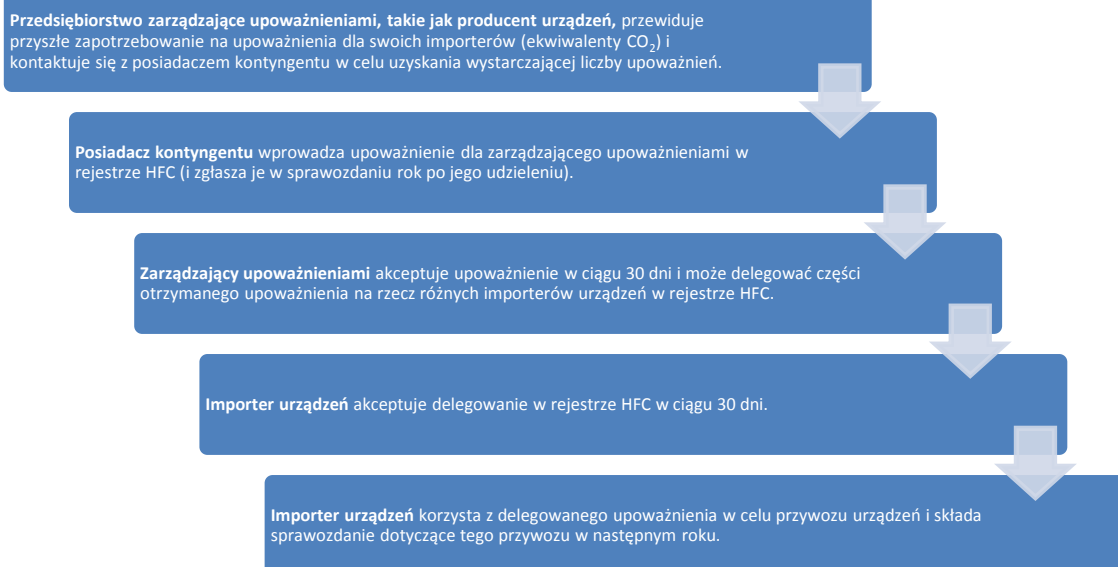 Przedsiębiorstwo zarządzające upoważnieniami, takie jak producent urządzeń, przewiduje
przyszłe zapotrzebowanie na upoważnienia dla swoich importerów (ekwiwalenty CO₂) i
kontaktuje się z posiadaczem kontyngentu w celu uzyskania wystarczającej liczby upoważnień.
Posiadacz kontyngentu wprowadza upoważnienie dla zarządzającego upoważnieniami w
rejestrze HFC (i zgłasza je w sprawozdaniu rok po jego udzieleniu).
Zarządzający upoważnieniami akceptuje upoważnienie w ciągu 30 dni i może delegować części
otrzymanego upoważnienia na rzecz różnych importerów urządzeń w rejestrze HFC.
Importer urządzeń akceptuje delegowanie w rejestrze HFC w ciągu 30 dni.
Importer urządzeń korzysta z delegowanego upoważnienia w celu przywozu urządzeń i składa
sprawozdanie dotyczące tego przywozu w następnym roku.